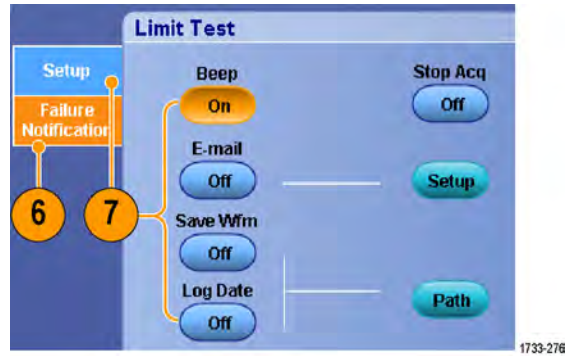 Limit Test
Setup
Failure
Notification
6
7
Beep
On
Stop Acq
Off
E-mail
Off
Setup
Save Wfm
Off
Log Date
Off
Path
1733-276